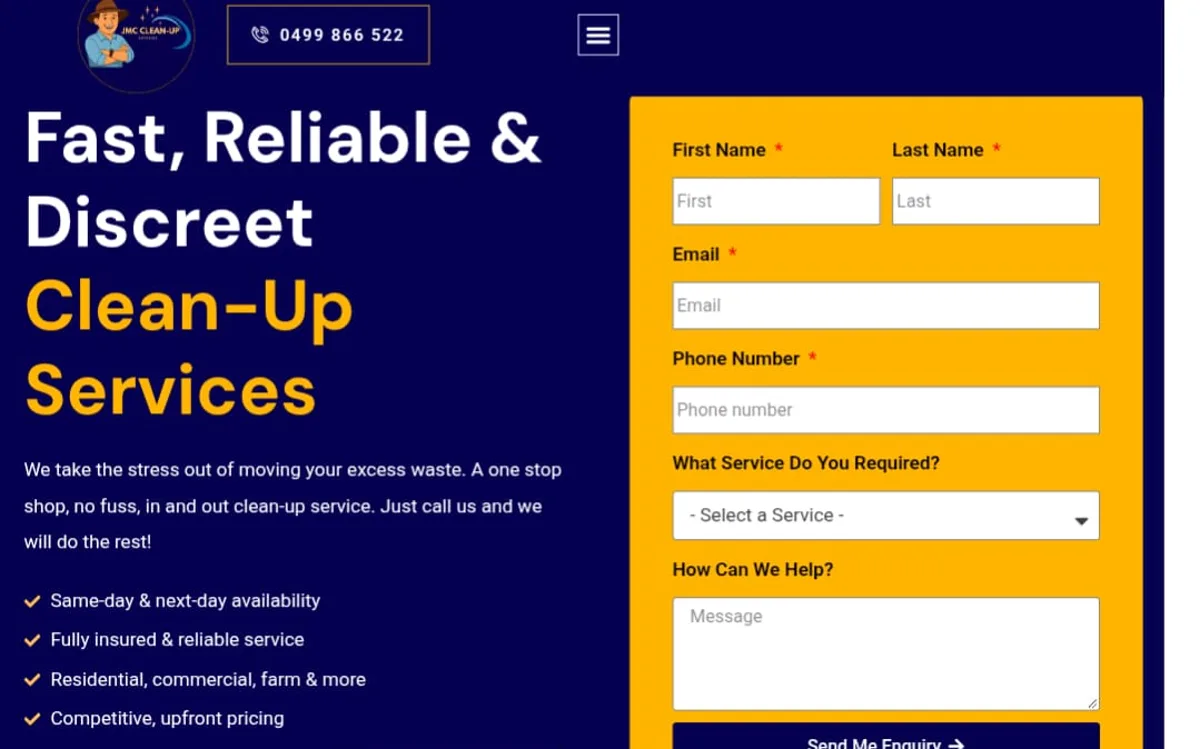 JMC CLEAN-UP
0499 866 522
Fast, Reliable &
Discreet
Clean-Up
Services
We take the stress out of moving your excess waste. A one stop
shop, no fuss, in and out clean-up service. Just call us and we
will do the rest!
Same-day & next-day availability
Fully insured & reliable service
Residential, commercial, farm & more
Competitive, upfront pricing
First Name * Last Name *
First Last
Email *
Email
Phone Number *
Phone number
What Service Do You Required?
- Select a Service -
How Can We Help?
Message
Send Me Enquiry →